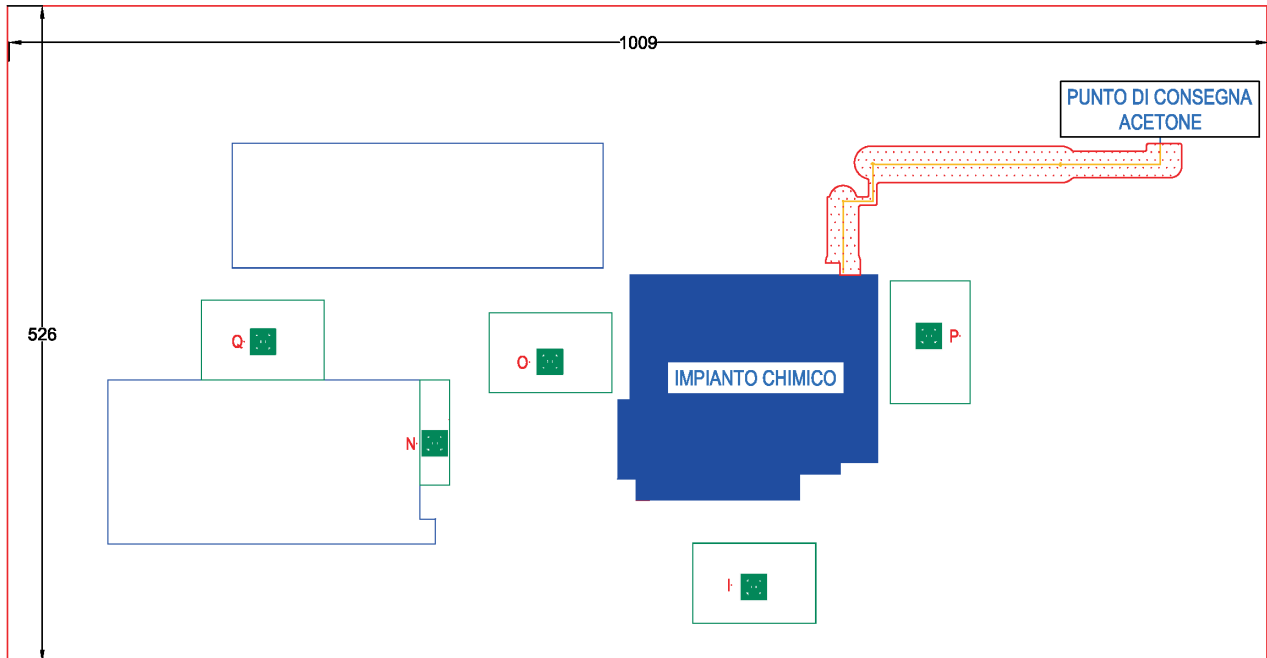 1009
PUNTO DI CONSEGNA
ACETONE
526
Q
O
P
IMPIANTO CHIMICO
N
I